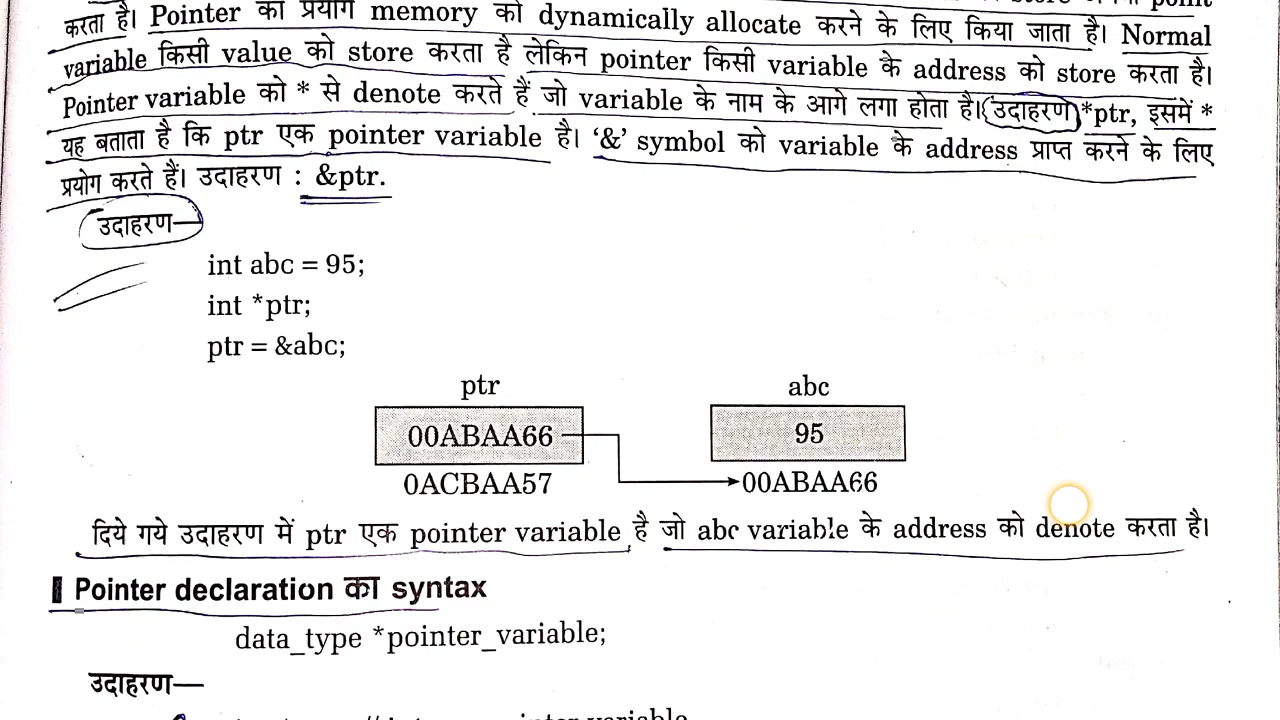 store point
करता है। Pointer का प्रयोग memory को dynamically allocate करने के लिए किया जाता है। Normal
variable किसी value को store करता है लेकिन pointer किसी variable के address को store करता है।
Pointer variable को * से denote करते हैं जो variable के नाम के आगे लगा होता है। उदाहरण *ptr, इसमें *
यह बताता है कि ptr एक pointer variable है। ‘&’ symbol को variable के address प्राप्त करने के लिए
प्रयोग करते हैं। उदाहरण : &ptr.
उदाहरण—
int abc = 95;
int *ptr;
ptr = &abc;
ptr abc
00ABAA66 95
0ACBAA57 00ABAA66
दिये गये उदाहरण में ptr एक pointer variable है जो abc variable के address को denote करता है।
Pointer declaration का syntax
data_type *pointer_variable;
उदाहरण—
variable